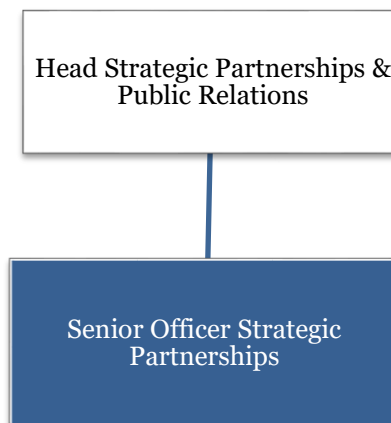 Head Strategic Partnerships &
Public Relations
Senior Officer Strategic
Partnerships